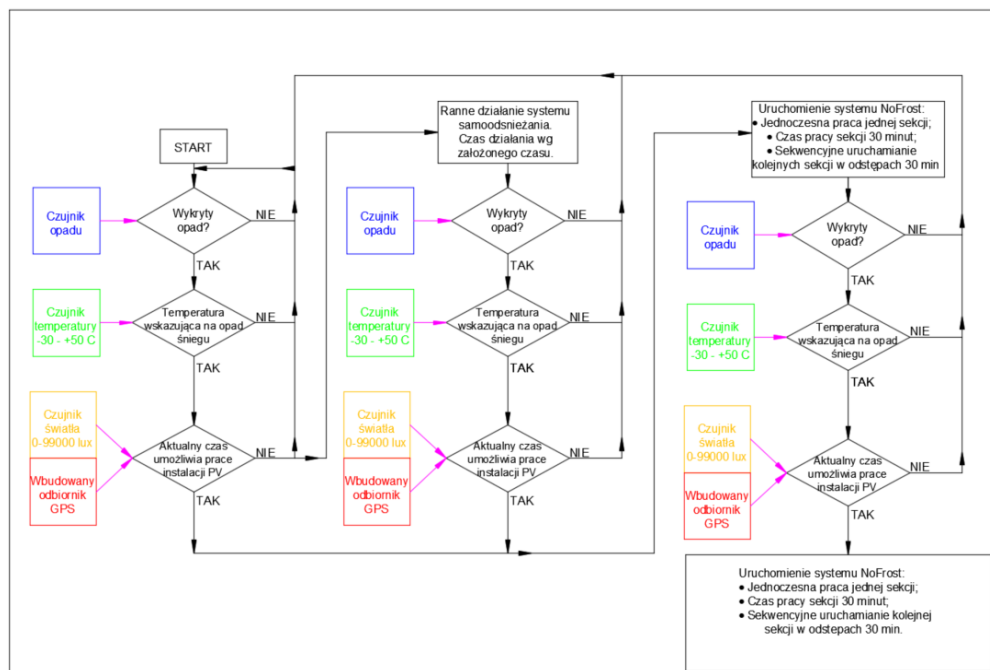 START
Czujnik
opadu
Wykryty
opad?
NIE
TAK
Czujnik
temperatury
-30 - +50 C
Temperatura
wskazująca na opad
śniegu
NIE
TAK
Czujnik
światła
0-99000 lux
Wbudowany
odbiornik
GPS
Aktualny czas
umożliwia prace
instalacji PV
NIE
TAK
Ranne działanie systemu
samoodsnieżania.
Czas działania wg
założonego czasu.
Czujnik
opadu
Wykryty
opad?
NIE
TAK
Czujnik
temperatury
-30 - +50 C
Temperatura
wskazująca na opad
śniegu
NIE
TAK
Czujnik
światła
0-99000 lux
Wbudowany
odbiornik
GPS
Aktualny czas
umożliwia prace
instalacji PV
NIE
TAK
Uruchomienie systemu NoFrost:
• Jednoczesna praca jednej sekcji;
• Czas pracy sekcji 30 minut;
• Sekwencyjne uruchamianie
kolejnych sekcji w odstępach 30 min
Czujnik
opadu
Wykryty
opad?
NIE
TAK
Czujnik
temperatury
-30 - +50 C
Temperatura
wskazująca na opad
śniegu
NIE
TAK
Czujnik
światła
0-99000 lux
Wbudowany
odbiornik
GPS
Aktualny czas
umożliwia prace
instalacji PV
NIE
TAK
Uruchomienie systemu NoFrost:
• Jednoczesna praca jednej sekcji;
• Czas pracy sekcji 30 minut;
• Sekwencyjne uruchamianie kolejnej
sekcji w odstepach 30 min.